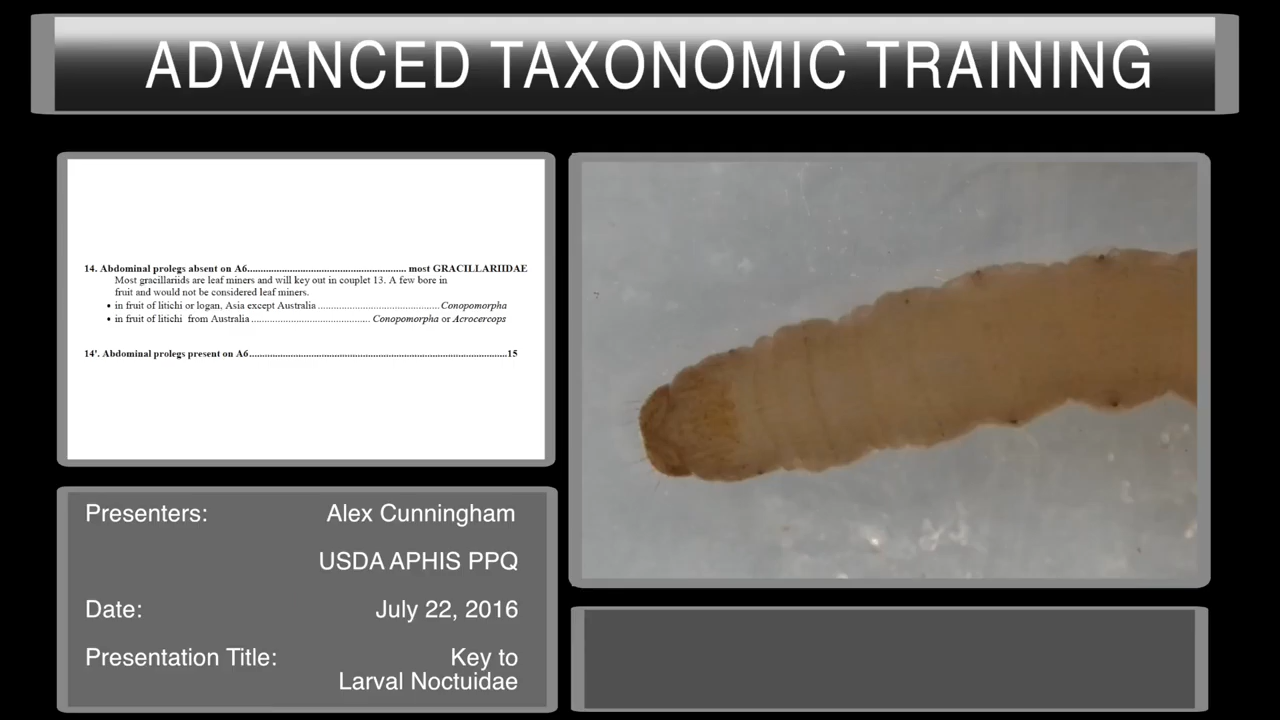 ADVANCED TAXONOMIC TRAINING
14. Abdominal prolegs absent on A6.......................................................... most GRACILLARIIDAE
Most gracillariids are leaf miners and will key out in couplet 13. A few bore in
fruit and would not be considered leaf miners.
• in fruit of litichi or logan, Asia except Australia ............................................. Conopomorpha
• in fruit of litichi from Australia ............................................ Conopomorpha or Acrocercops
14'. Abdominal prolegs present on A6...............................................................................................15
Presenters: Alex Cunningham
USDA APHIS PPQ
Date: July 22, 2016
Presentation Title: Key to
Larval Noctuidae